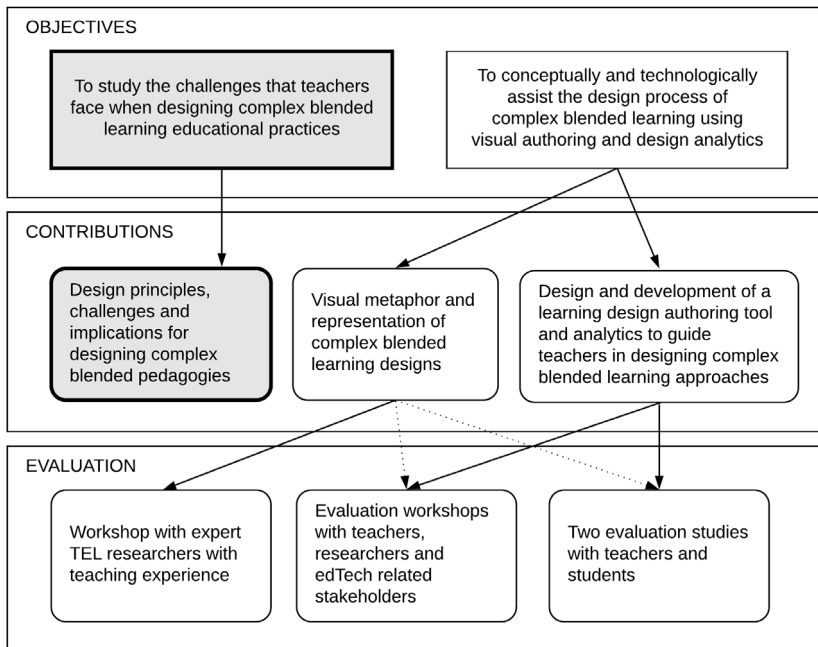 OBJECTIVES
To study the challenges that teachers
face when designing complex blended
learning educational practices
To conceptually and technologically
assist the design process of
complex blended learning using
visual authoring and design analytics
CONTRIBUTIONS
Design principles,
challenges and
implications for
designing complex
blended pedagogies
Visual metaphor and
representation of
complex blended
learning designs
Design and development of a
learning design authoring tool
and analytics to guide
teachers in designing complex
blended learning approaches
EVALUATION
Workshop with expert
TEL researchers with
teaching experience
Evaluation workshops
with teachers,
researchers and
edTech related
stakeholders
Two evaluation studies
with teachers and
students